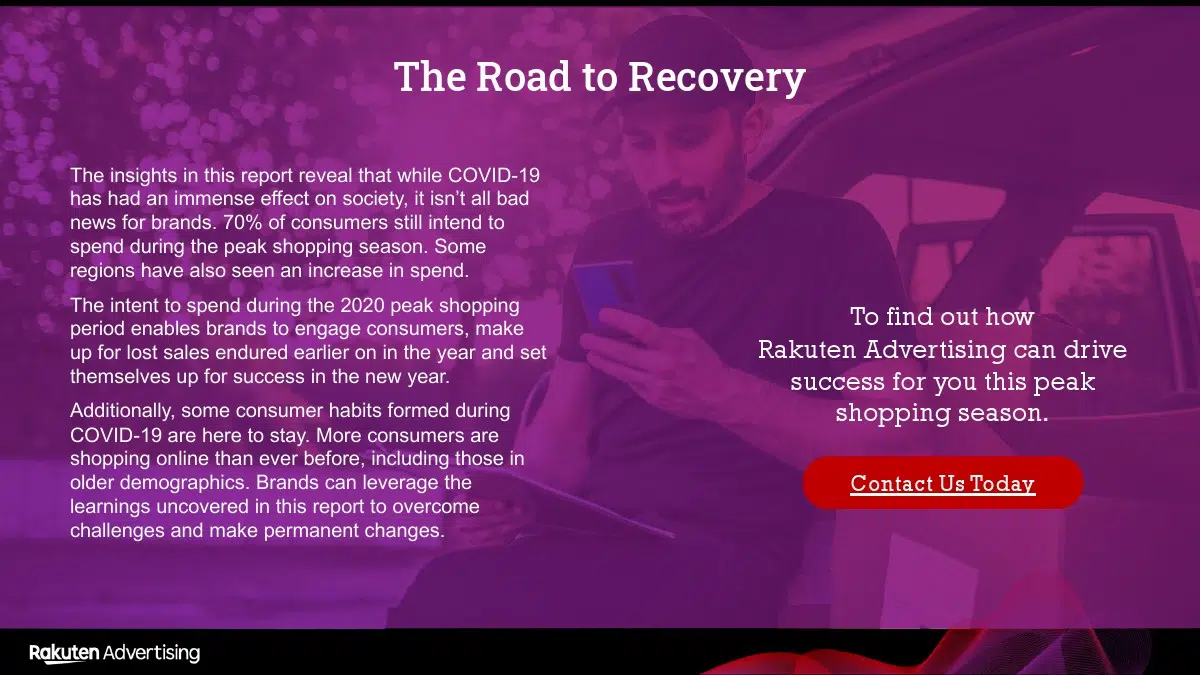 The Road to Recovery
The insights in this report reveal that while COVID-19
has had an immense effect on society, it isn’t all bad
news for brands. 70% of consumers still intend to
spend during the peak shopping season. Some
regions have also seen an increase in spend.
The intent to spend during the 2020 peak shopping
period enables brands to engage consumers, make
up for lost sales endured earlier on in the year and set
themselves up for success in the new year.
Additionally, some consumer habits formed during
COVID-19 are here to stay. More consumers are
shopping online than ever before, including those in
older demographics. Brands can leverage the
learnings uncovered in this report to overcome
challenges and make permanent changes.
To find out how
Rakuten Advertising can drive
success for you this peak
shopping season.
Contact Us Today
Rakuten Advertising